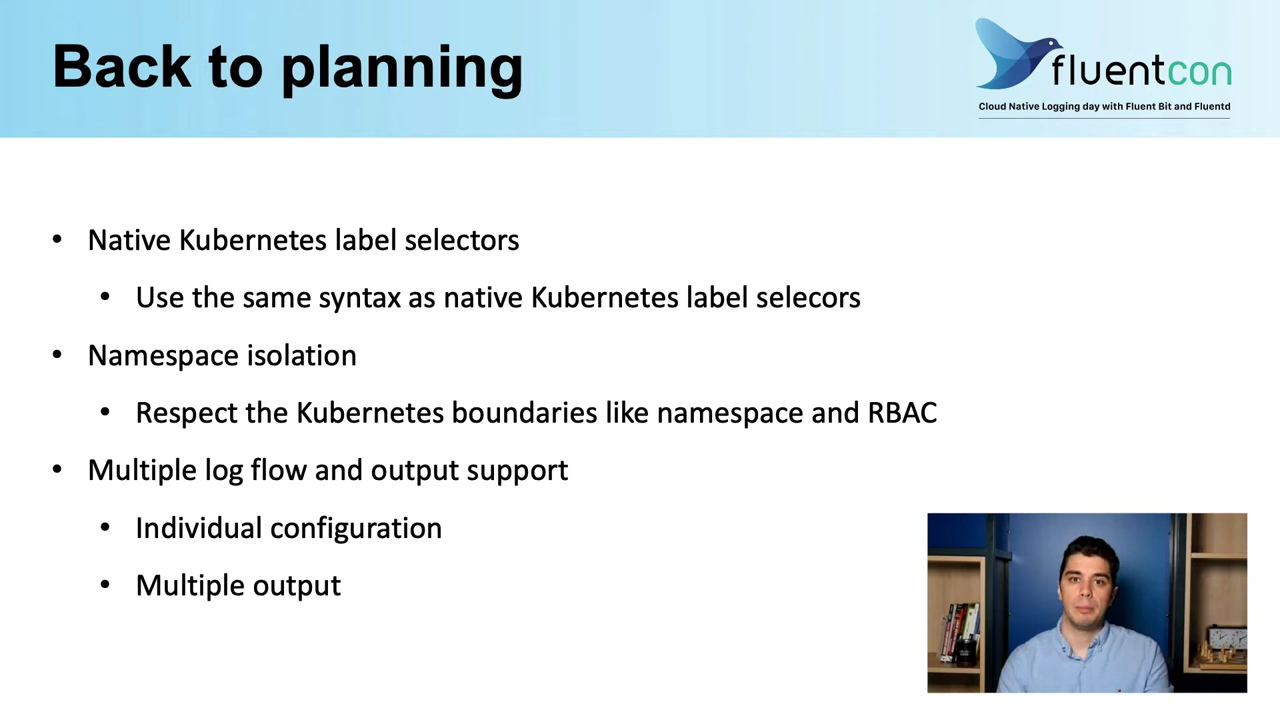 Back to planning
fluentcon
Cloud Native Logging day with Fluent Bit and Fluentd
• Native Kubernetes label selectors
• Use the same syntax as native Kubernetes label selecors
• Namespace isolation
• Respect the Kubernetes boundaries like namespace and RBAC
• Multiple log flow and output support
• Individual configuration
• Multiple output